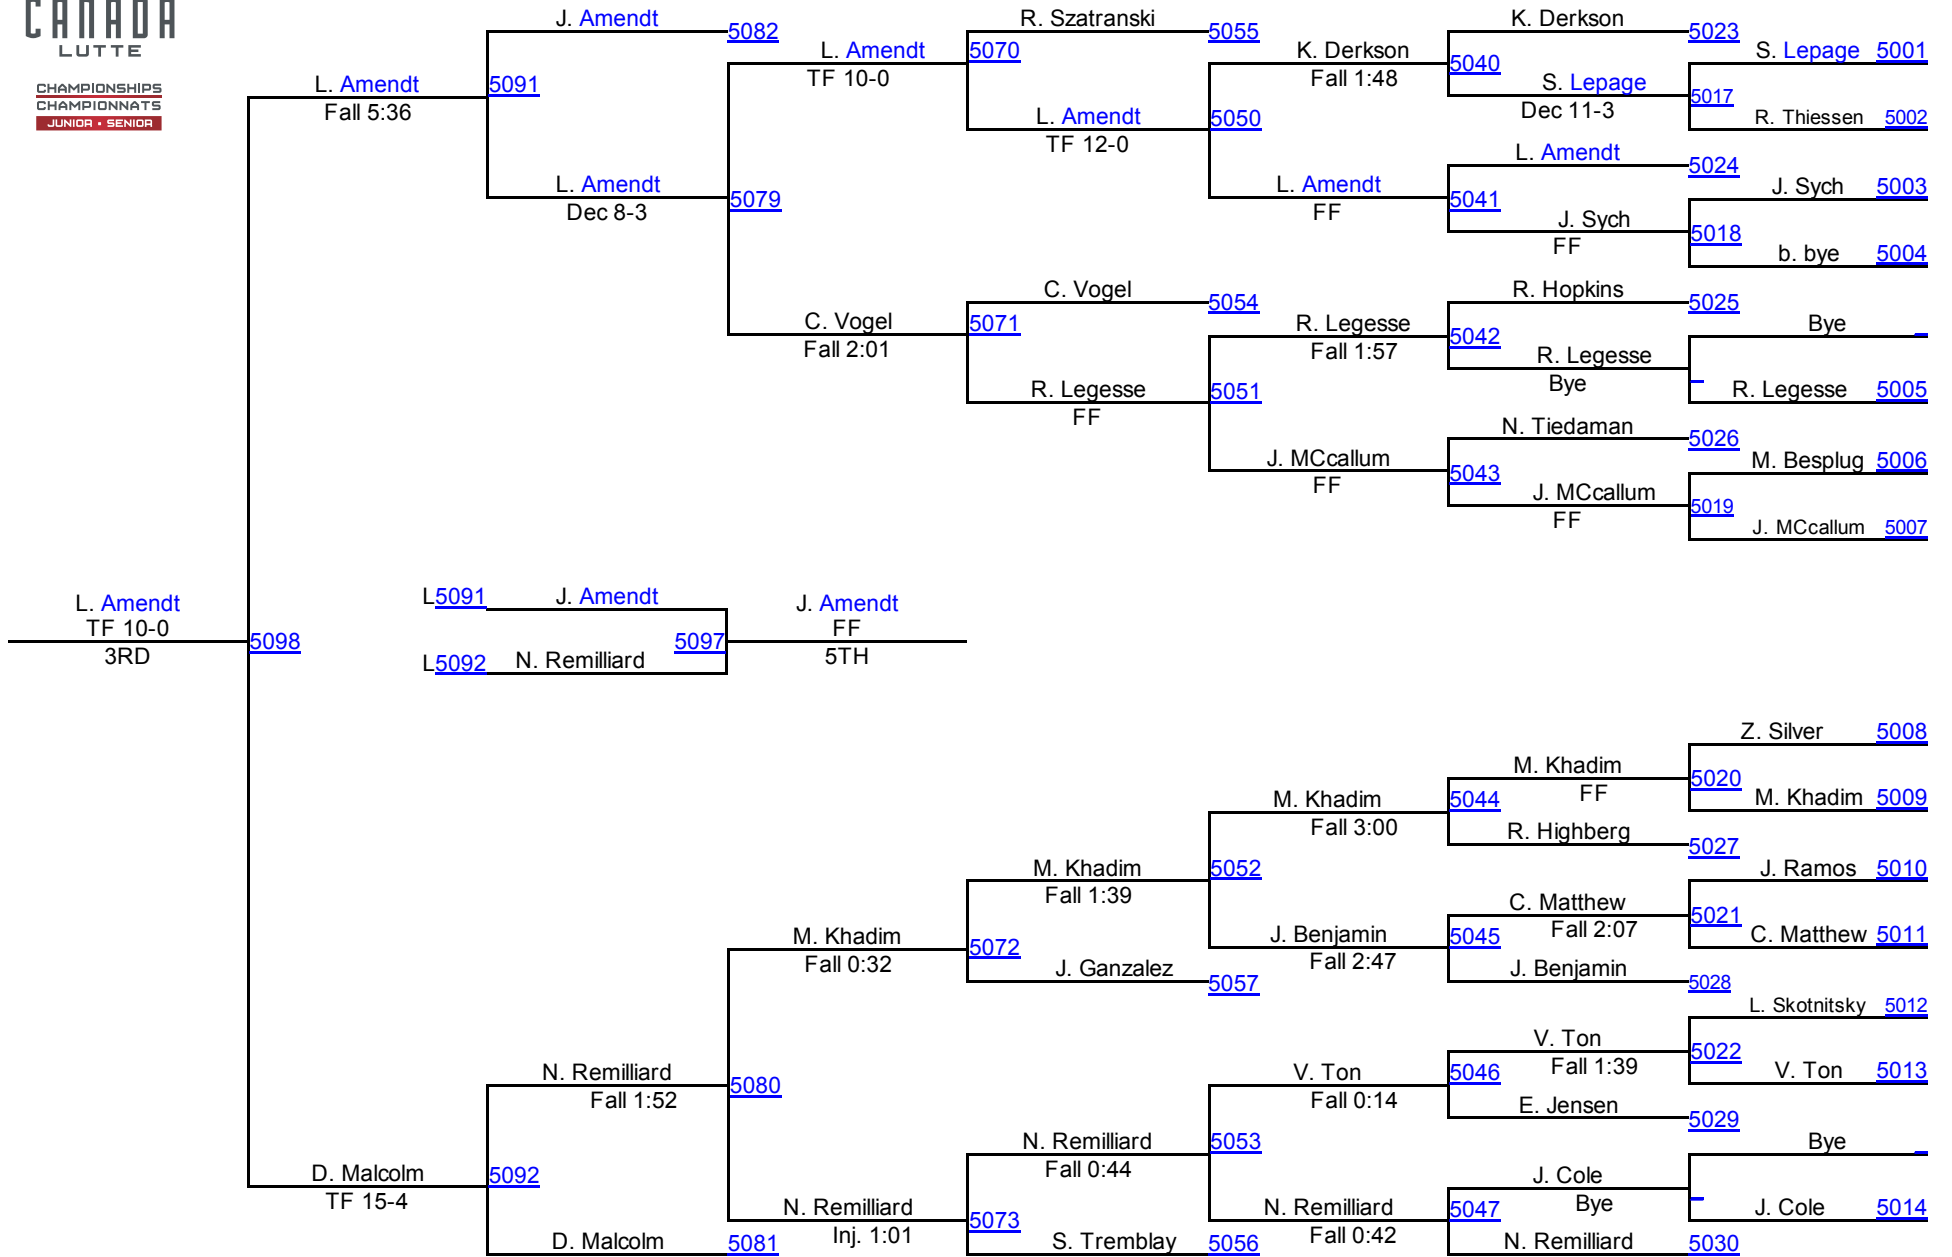 CANADA
LUTTE
CHAMPIONSHIPS
CHAMPIONNATS
JUNIOR • SENIOR
J. Amendt 5082
R. Szatranski 5055
K. Derkson 5023
L. Amendt 5070
TF 10-0
K. Derkson 5040
Fall 1:48
S. Lepage 5001
L. Amendt 5091
Fall 5:36
S. Lepage 5017
Dec 11-3
L. Amendt 5050
TF 12-0
R. Thiessen 5002
L. Amendt 5024
L. Amendt 5079
Dec 8-3
L. Amendt 5041
FF
J. Sych 5003
J. Sych 5018
FF
b. bye 5004
C. Vogel 5054
R. Hopkins 5025
C. Vogel 5071
Fall 2:01
R. Legesse 5042
Fall 1:57
Bye
R. Legesse
Bye
R. Legesse 5051
FF
R. Legesse 5005
N. Tiedaman 5026
J. MCcallum 5043
FF
M. Besplug 5006
J. MCcallum 5019
FF
J. MCcallum 5007
L. Amendt
TF 10-0
3RD
5098
L5091 J. Amendt
J. Amendt
FF
5TH
5097
L5092 N. Remilliard
Z. Silver 5008
M. Khadim 5020
FF
M. Khadim 5044
Fall 3:00
M. Khadim 5009
R. Highberg 5027
M. Khadim 5052
Fall 1:39
J. Ramos 5010
C. Matthew 5021
Fall 2:07
M. Khadim 5072
Fall 0:32
J. Benjamin 5045
Fall 2:47
C. Matthew 5011
J. Ganzalez 5057
J. Benjamin 5028
L. Skotnitsky 5012
V. Ton 5022
Fall 1:39
N. Remilliard 5080
Fall 1:52
V. Ton 5046
Fall 0:14
V. Ton 5013
E. Jensen 5029
N. Remilliard 5053
Fall 0:44
Bye
D. Malcolm 5092
TF 15-4
J. Cole
Bye
N. Remilliard 5073
Inj. 1:01
N. Remilliard 5047
Fall 0:42
J. Cole 5014
D. Malcolm 5081
S. Tremblay 5056
N. Remilliard 5030